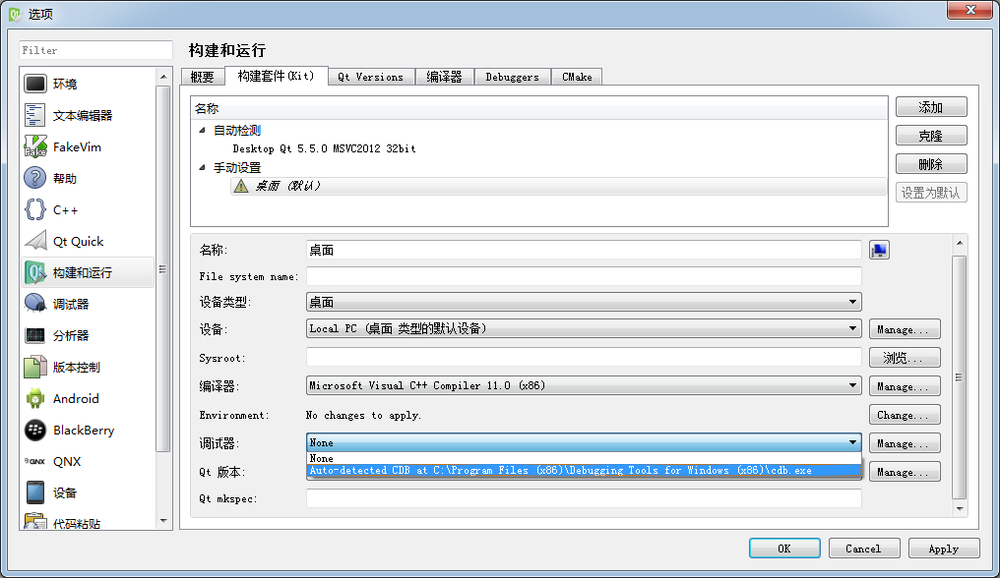 选项
Filter
环境
文本编辑器
FakeVim
帮助
C++
Qt Quick
构建和运行
调试器
分析器
版本控制
Android
BlackBerry
QNX
设备
代码粘贴
构建和运行
概要 构建套件(Kit) Qt Versions 编译器 Debuggers CMake
名称
自动检测
Desktop Qt 5.5.0 MSVC2012 32bit
手动设置
桌面 (默认)
添加
克隆
删除
设置为默认
名称: 桌面
File system name:
设备类型: 桌面
设备: Local PC (桌面 类型的默认设备) Manage...
Sysroot: 浏览...
编译器: Microsoft Visual C++ Compiler 11.0 (x86) Manage...
Environment: No changes to apply. Change...
调试器: None Manage...
None
Auto-detected CDB at C:\Program Files (x86)\Debugging Tools for Windows (x86)\cdb.exe
Qt 版本: Manage...
Qt mkspec:
OK Cancel Apply